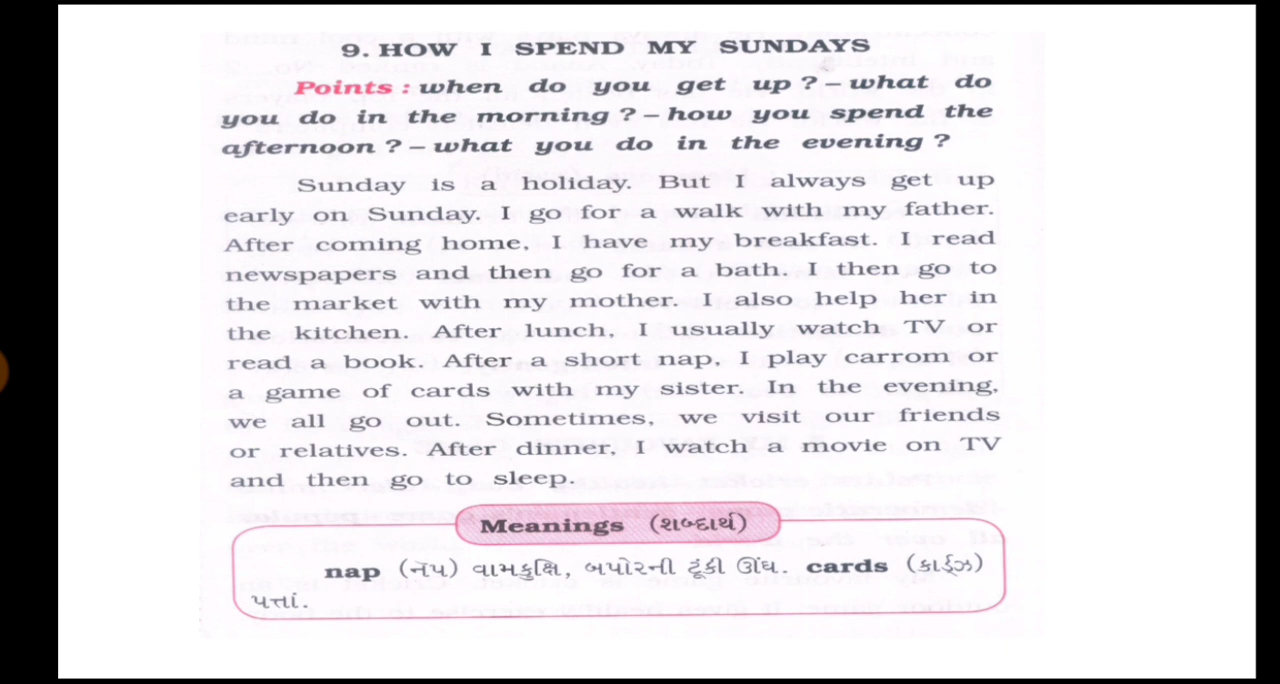 9. HOW I SPEND MY SUNDAYS
Points : when do you get up ? – what do
you do in the morning ? – how you spend the
afternoon ? – what you do in the evening ?
Sunday is a holiday. But I always get up
early on Sunday. I go for a walk with my father.
After coming home, I have my breakfast. I read
newspapers and then go for a bath. I then go to
the market with my mother. I also help her in
the kitchen. After lunch, I usually watch TV or
read a book. After a short nap, I play carrom or
a game of cards with my sister. In the evening,
we all go out. Sometimes, we visit our friends
or relatives. After dinner, I watch a movie on TV
and then go to sleep.
Meanings (શબ્દાર્થ)
nap (નૅપ) વામકુક્ષિ, બપોરની ટૂંકી ઊંઘ. cards (કાર્ડ્ઝ)
પત્તાં.